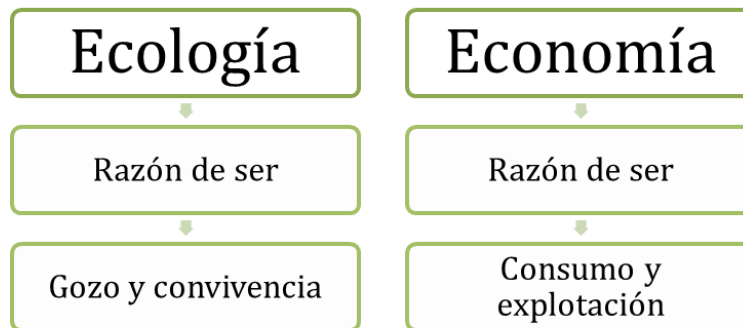 Ecología
Razón de ser
Gozo y convivencia
Economía
Razón de ser
Consumo y
explotación